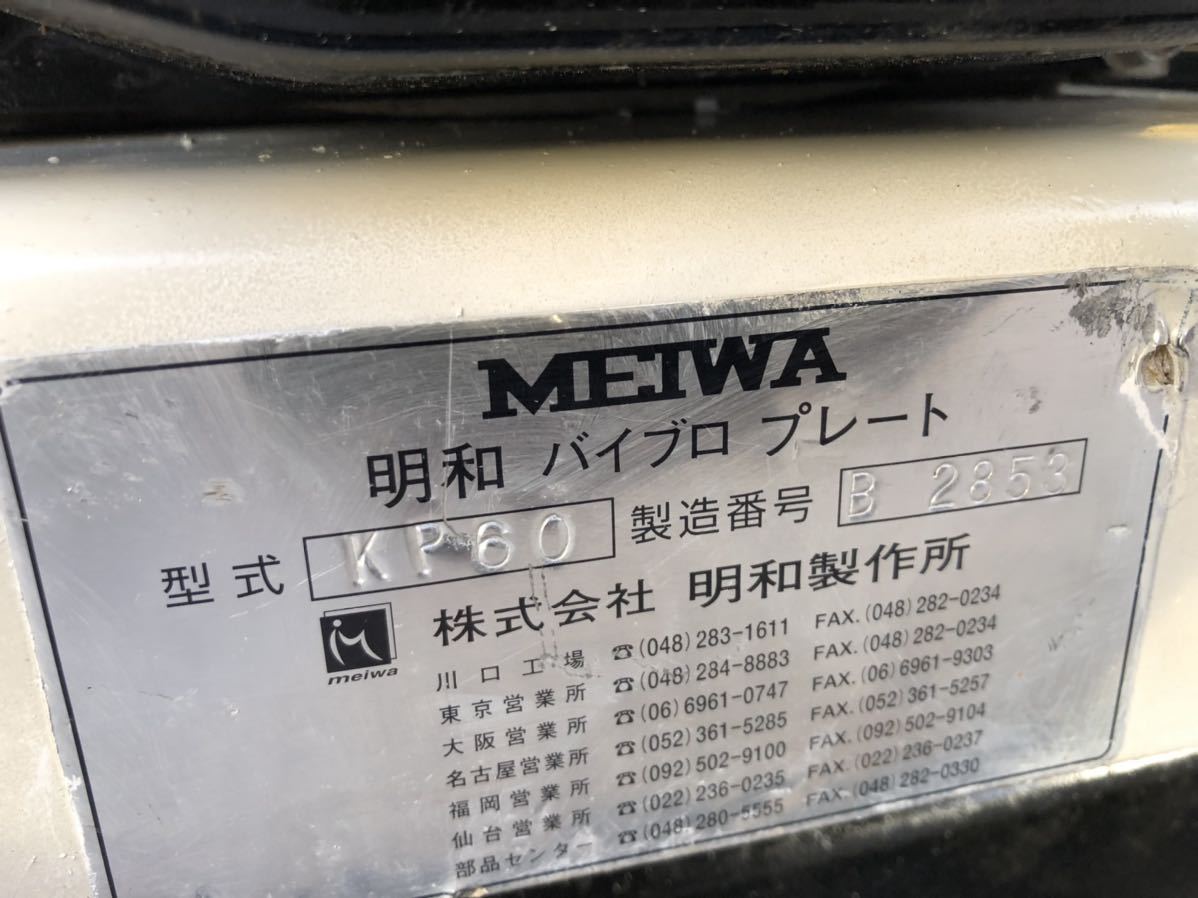 MEIWA
明和 バイブロ プレート
型式 KP60 製造番号 B 2853
meiwa 株式会社 明和製作所
川口工場 ☎(048)283-1611 FAX.(048)282-0234
東京営業所 ☎(048)284-8883 FAX.(048)282-0234
大阪営業所 ☎(06)6961-0747 FAX.(06)6961-9303
名古屋営業所 ☎(052)361-5285 FAX.(052)361-5257
福岡営業所 ☎(092)502-9100 FAX.(092)502-9104
仙台営業所 ☎(022)236-0235 FAX.(022)236-0237
部品センター ☎(048)280-5555 FAX.(048)282-0330